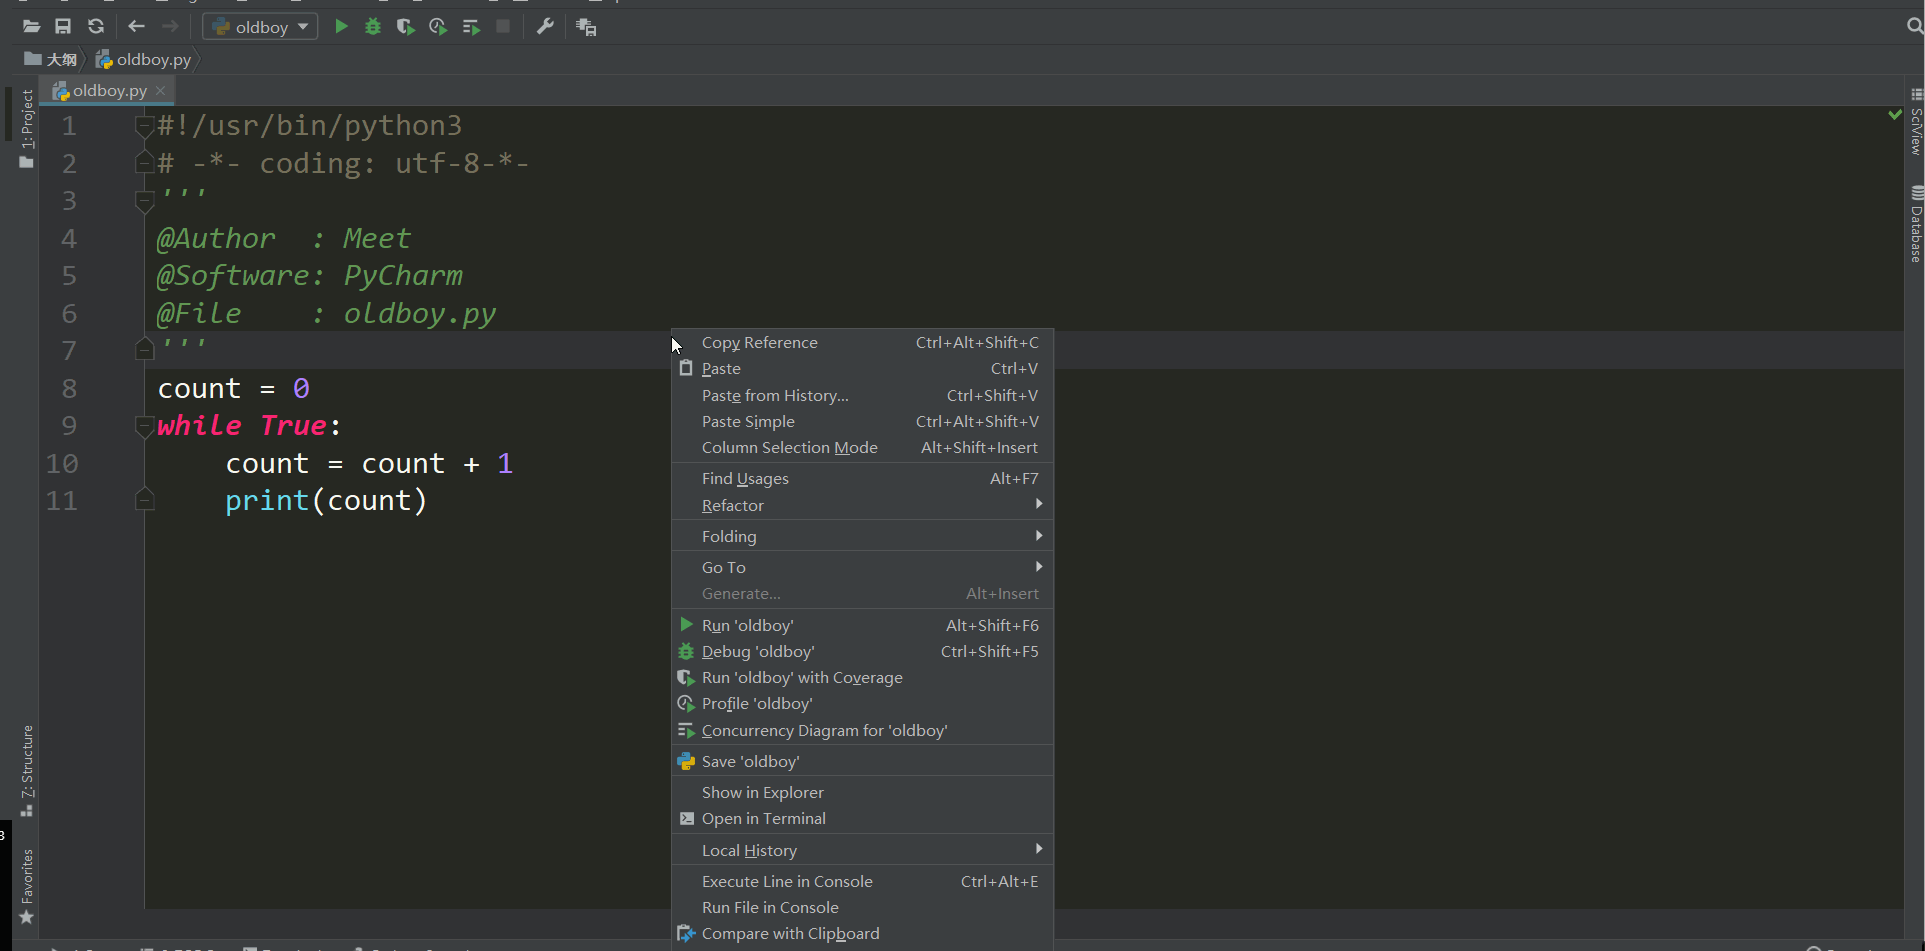 oldboy
大纲 oldboy.py
oldboy.py
1: Project
1 #!/usr/bin/python3
2 # -*- coding: utf-8-*-
3 '''
4 @Author  : Meet
5 @Software: PyCharm
6 @File    : oldboy.py
7 '''
8 count = 0
9 while True:
10     count = count + 1
11     print(count)
Copy Reference Ctrl+Alt+Shift+C
Paste Ctrl+V
Paste from History... Ctrl+Shift+V
Paste Simple Ctrl+Alt+Shift+V
Column Selection Mode Alt+Shift+Insert
Find Usages Alt+F7
Refactor
Folding
Go To
Generate... Alt+Insert
Run 'oldboy' Alt+Shift+F6
Debug 'oldboy' Ctrl+Shift+F5
Run 'oldboy' with Coverage
Profile 'oldboy'
Concurrency Diagram for 'oldboy'
Save 'oldboy'
Show in Explorer
Open in Terminal
Local History
Execute Line in Console Ctrl+Alt+E
Run File in Console
Compare with Clipboard
SciView
Database
7: Structure
3
Favorites